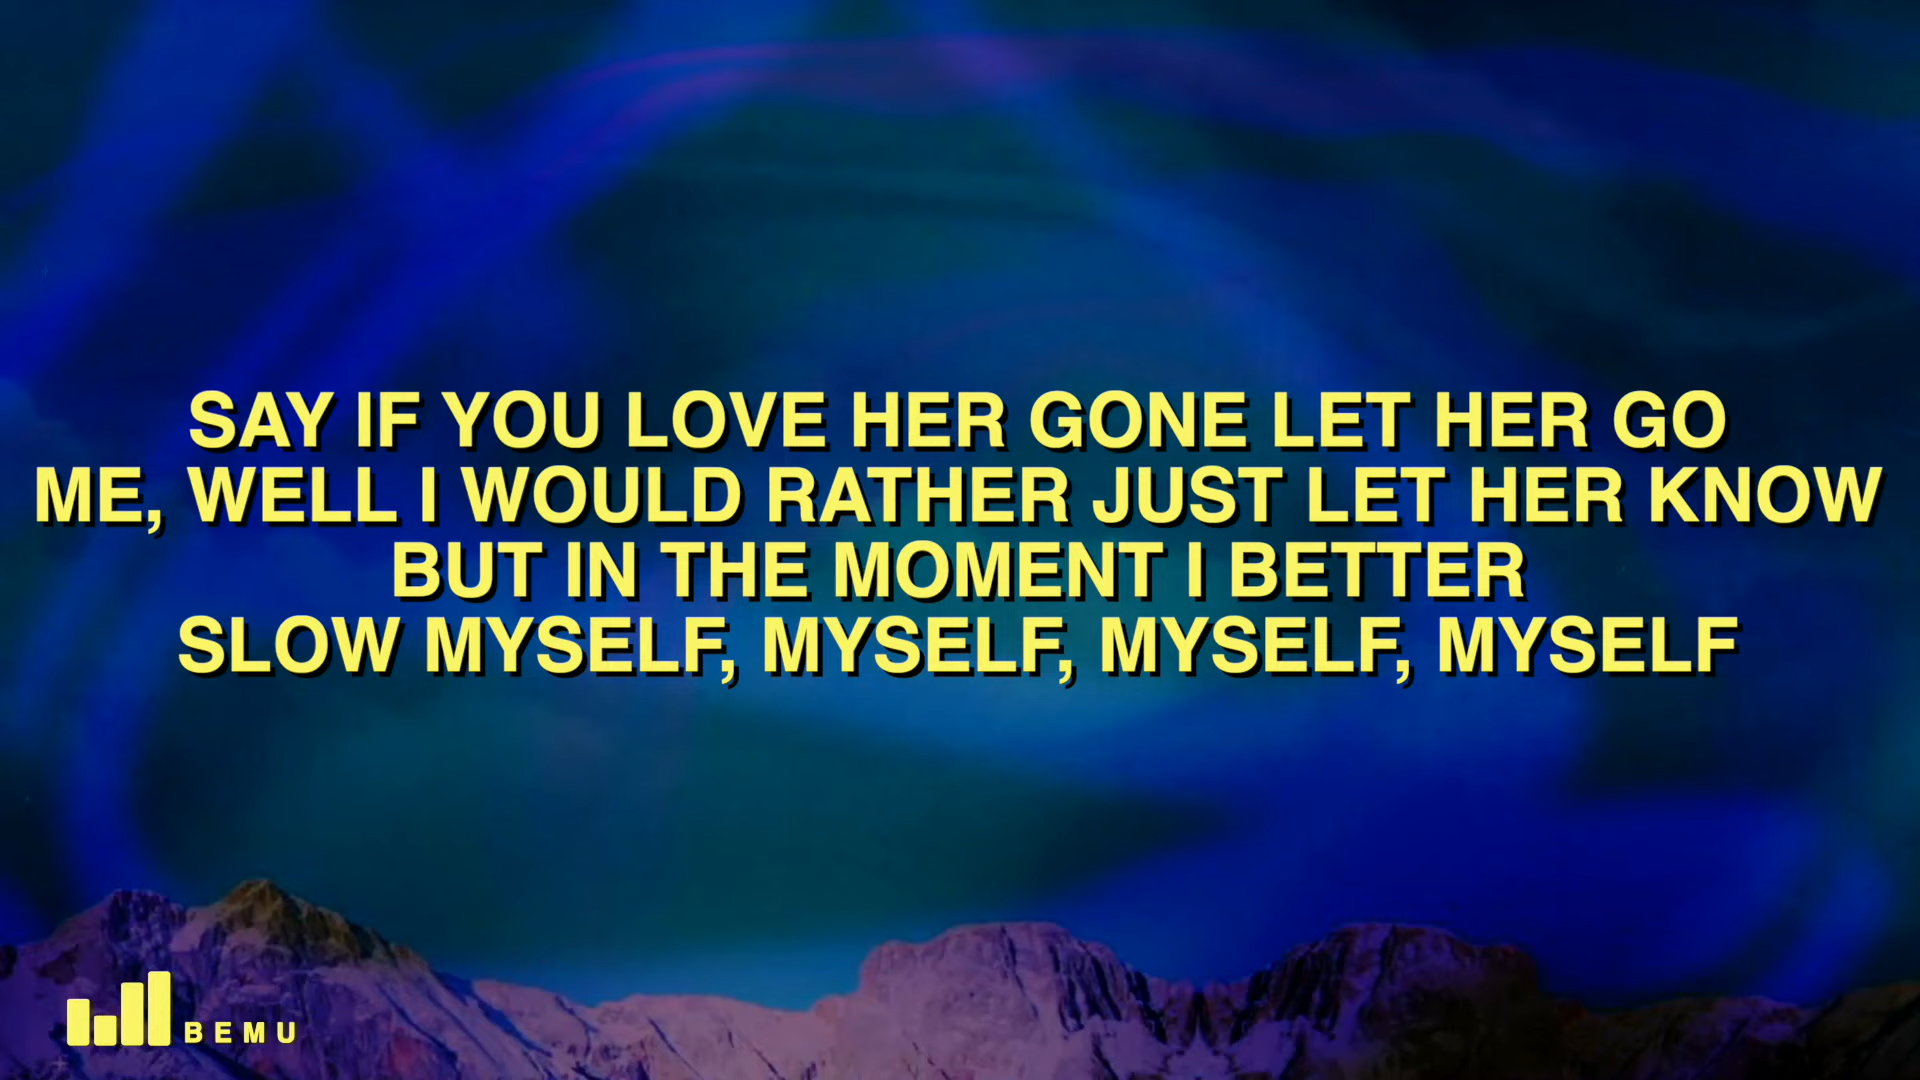 SAY IF YOU LOVE HER GONE LET HER GO
ME, WELL I WOULD RATHER JUST LET HER KNOW
BUT IN THE MOMENT I BETTER
SLOW MYSELF, MYSELF, MYSELF, MYSELF
BEMU